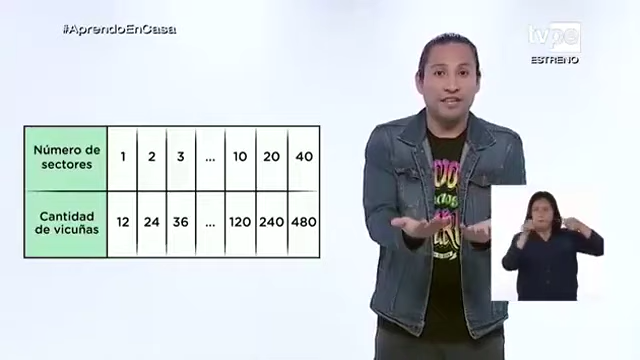 #AprendoEnCasa
tvpe
ESTRENO
Número de sectores 1 2 3 ... 10 20 40
Cantidad de vicuñas 12 24 36 ... 120 240 480